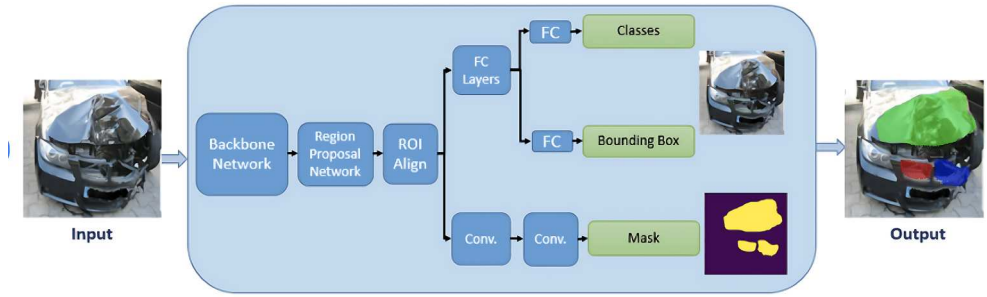 Input
Backbone
Network
Region
Proposal
Network
ROI
Align
FC
Layers
FC
Classes
FC
Bounding Box
Conv.
Conv.
Mask
Output